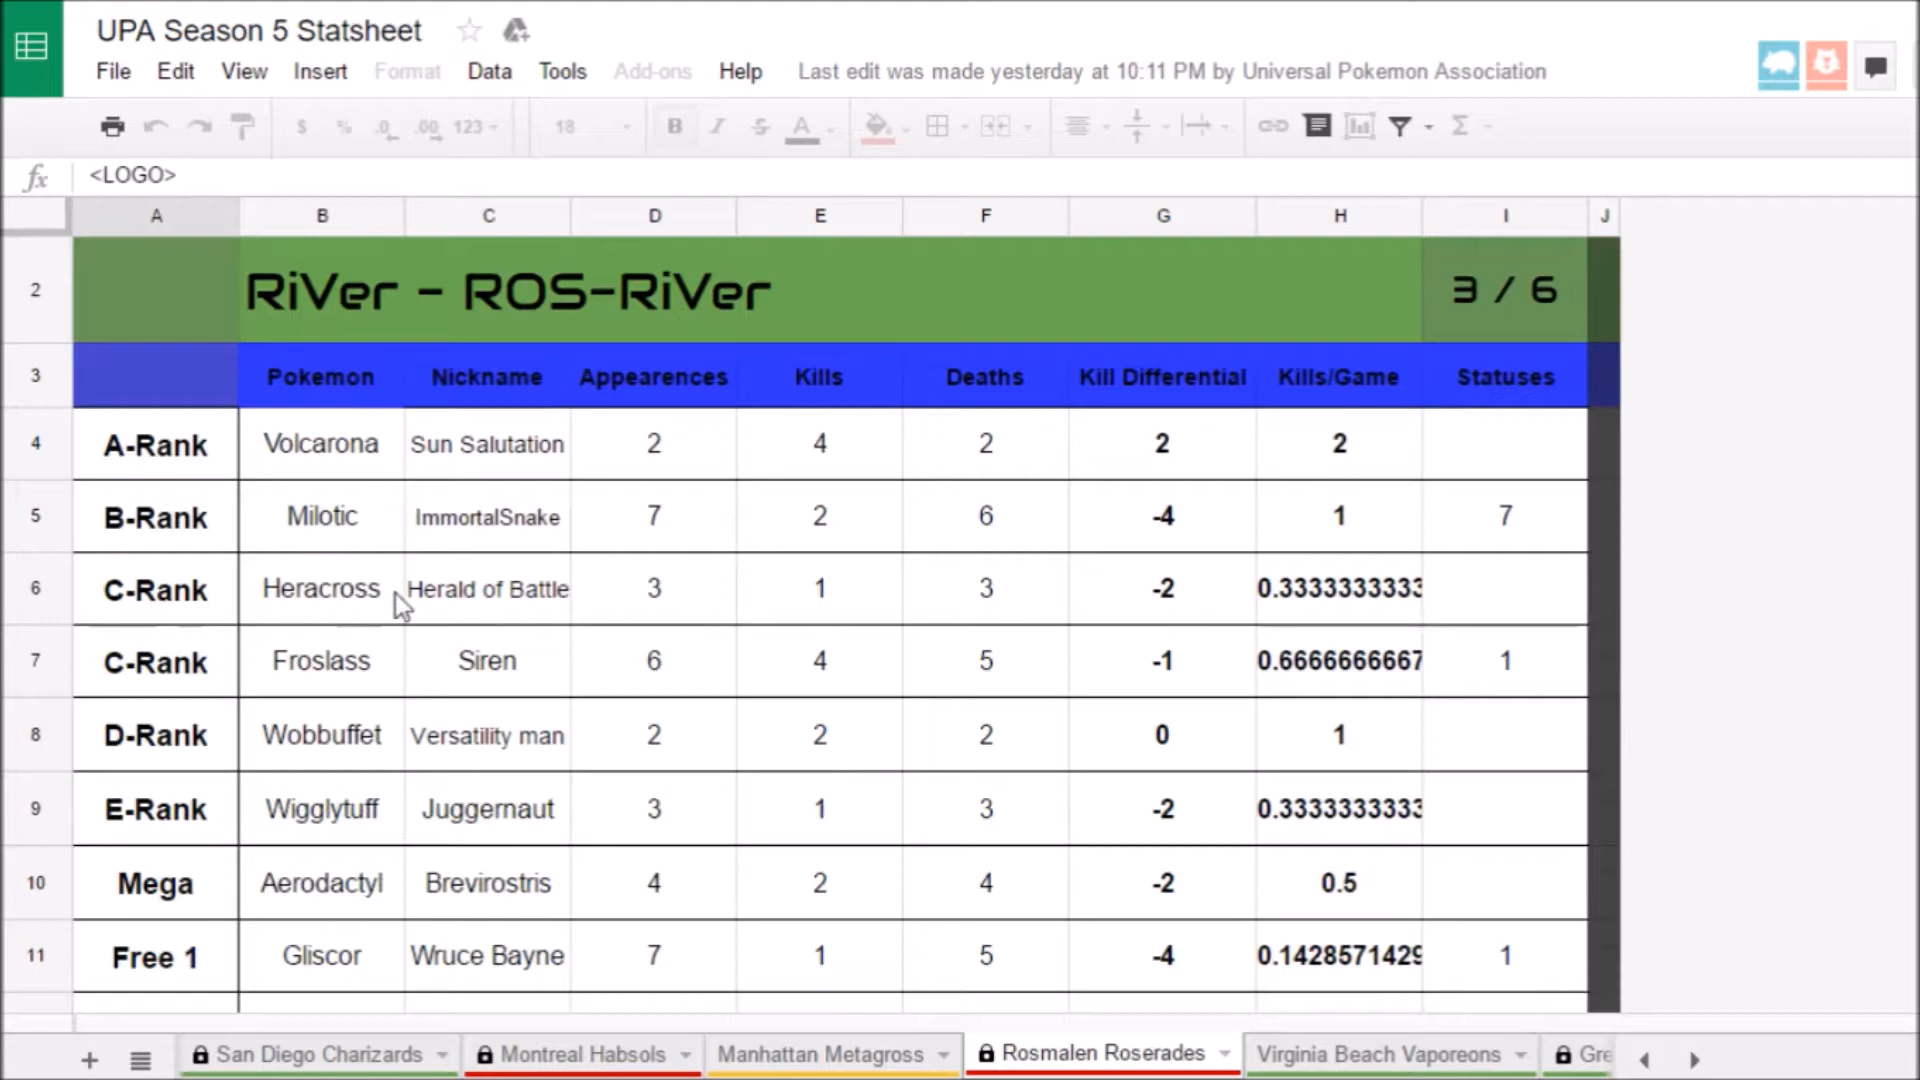 UPA Season 5 Statsheet
File Edit View Insert Format Data Tools Add-ons Help Last edit was made yesterday at 10:11 PM by Universal Pokemon Association
$ % .0 .00 123 18 B I S A Σ
fx <LOGO>
A B C D E F G H I J
2 RiVer - ROS-RiVer 3 / 6
3 Pokemon Nickname Appearences Kills Deaths Kill Differential Kills/Game Statuses
4 A-Rank Volcarona Sun Salutation 2 4 2 2 2
5 B-Rank Milotic ImmortalSnake 7 2 6 -4 1 7
6 C-Rank Heracross Herald of Battle 3 1 3 -2 0.3333333333
7 C-Rank Froslass Siren 6 4 5 -1 0.6666666667 1
8 D-Rank Wobbuffet Versatility man 2 2 2 0 1
9 E-Rank Wigglytuff Juggernaut 3 1 3 -2 0.3333333333
10 Mega Aerodactyl Brevirostris 4 2 4 -2 0.5
11 Free 1 Gliscor Wruce Bayne 7 1 5 -4 0.1428571429 1
+ San Diego Charizards Montreal Habsols Manhattan Metagross Rosmalen Roserades Virginia Beach Vaporeons Gre